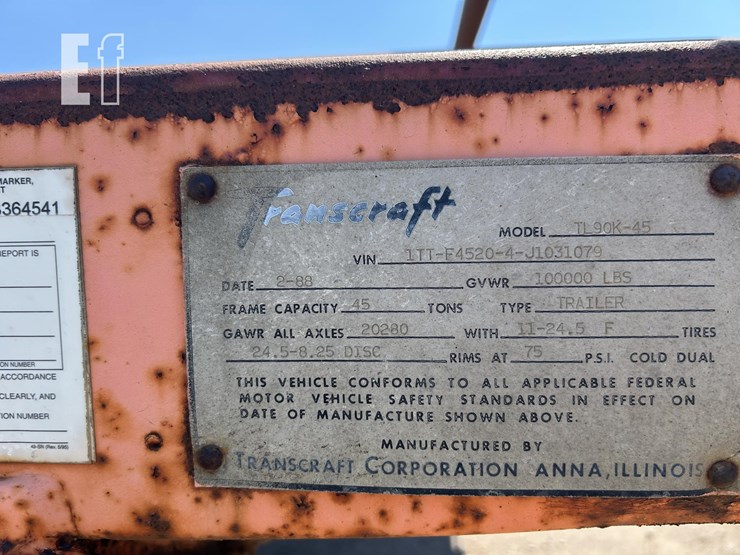 Ef
MARKER,
364541
REPORT IS
ION NUMBER
ACCORDANCE
CLEARLY, AND
TION NUMBER
Transcraft
MODEL TL90K-45
VIN 1TT-F4520-4-J1031079
DATE 2-88 GVWR 100000 LBS
FRAME CAPACITY 45 TONS TYPE TRAILER
GAWR ALL AXLES 20280 WITH 11-24.5 F TIRES
24.5-8.25 DISC RIMS AT 75 P.S.I. COLD DUAL
THIS VEHICLE CONFORMS TO ALL APPLICABLE FEDERAL
MOTOR VEHICLE SAFETY STANDARDS IN EFFECT ON
DATE OF MANUFACTURE SHOWN ABOVE.
MANUFACTURED BY
TRANSCRAFT CORPORATION ANNA, ILLINOIS